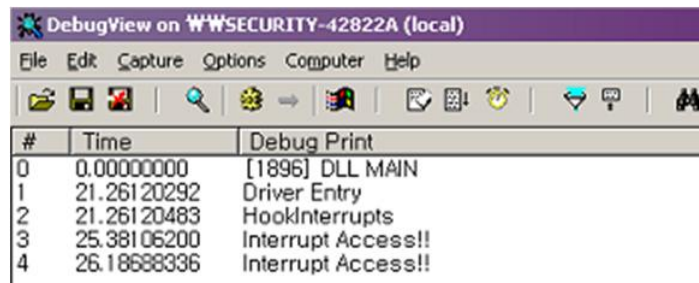 DebugView on ₩₩SECURITY-42822A (local)
File Edit Capture Options Computer Help
# Time Debug Print
0 0.00000000 [1896] DLL MAIN
1 21.26120292 Driver Entry
2 21.26120483 HookInterrupts
3 25.38106200 Interrupt Access!!
4 26.18688336 Interrupt Access!!